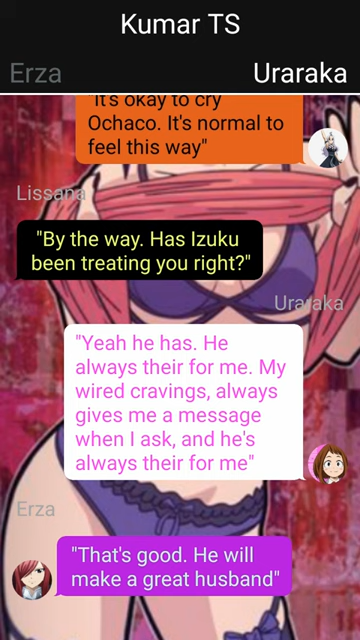 Kumar TS
Erza
Uraraka
"It's okay to cry
Ochaco. It's normal to
feel this way"
Lissana
"By the way. Has Izuku
been treating you right?"
Uraraka
"Yeah he has. He
always their for me. My
wired cravings, always
gives me a message
when I ask, and he's
always their for me"
Erza
"That's good. He will
make a great husband"